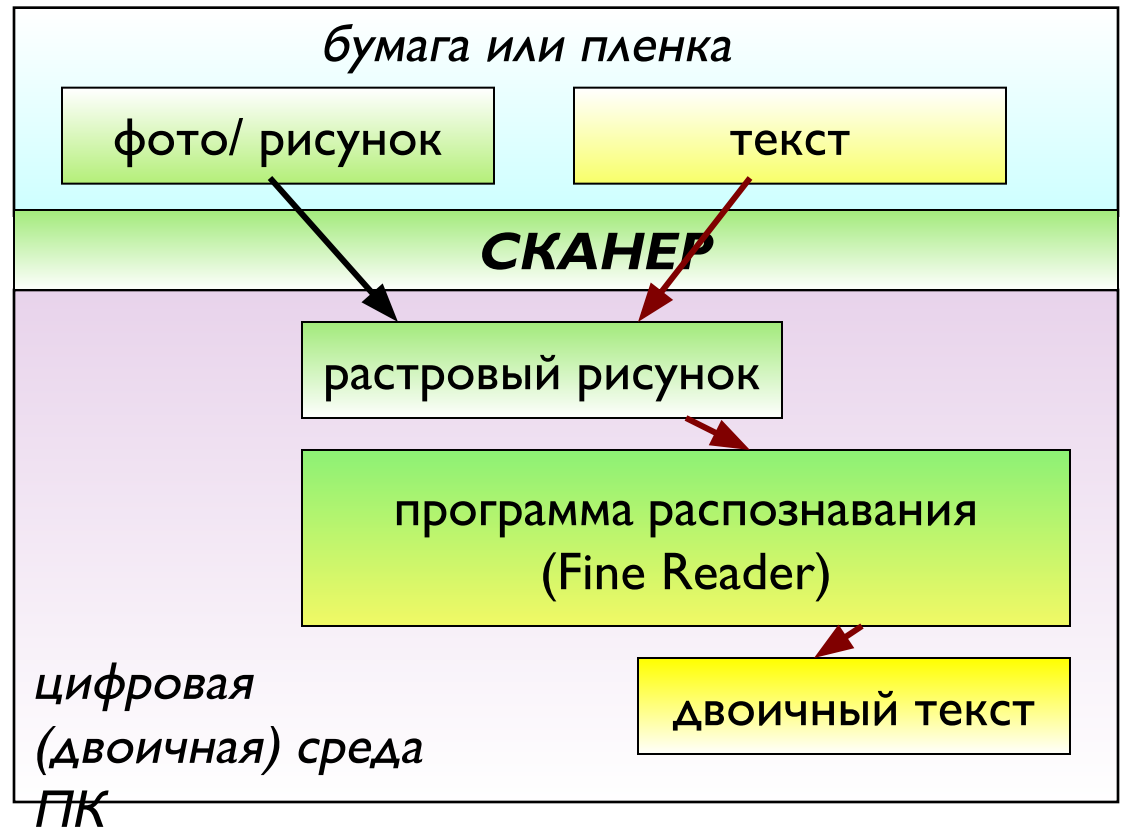 бумага или пленка
фото/ рисунок
текст
СКАНЕР
растровый рисунок
программа распознавания
(Fine Reader)
двоичный текст
цифровая
(двоичная) среда
ПК